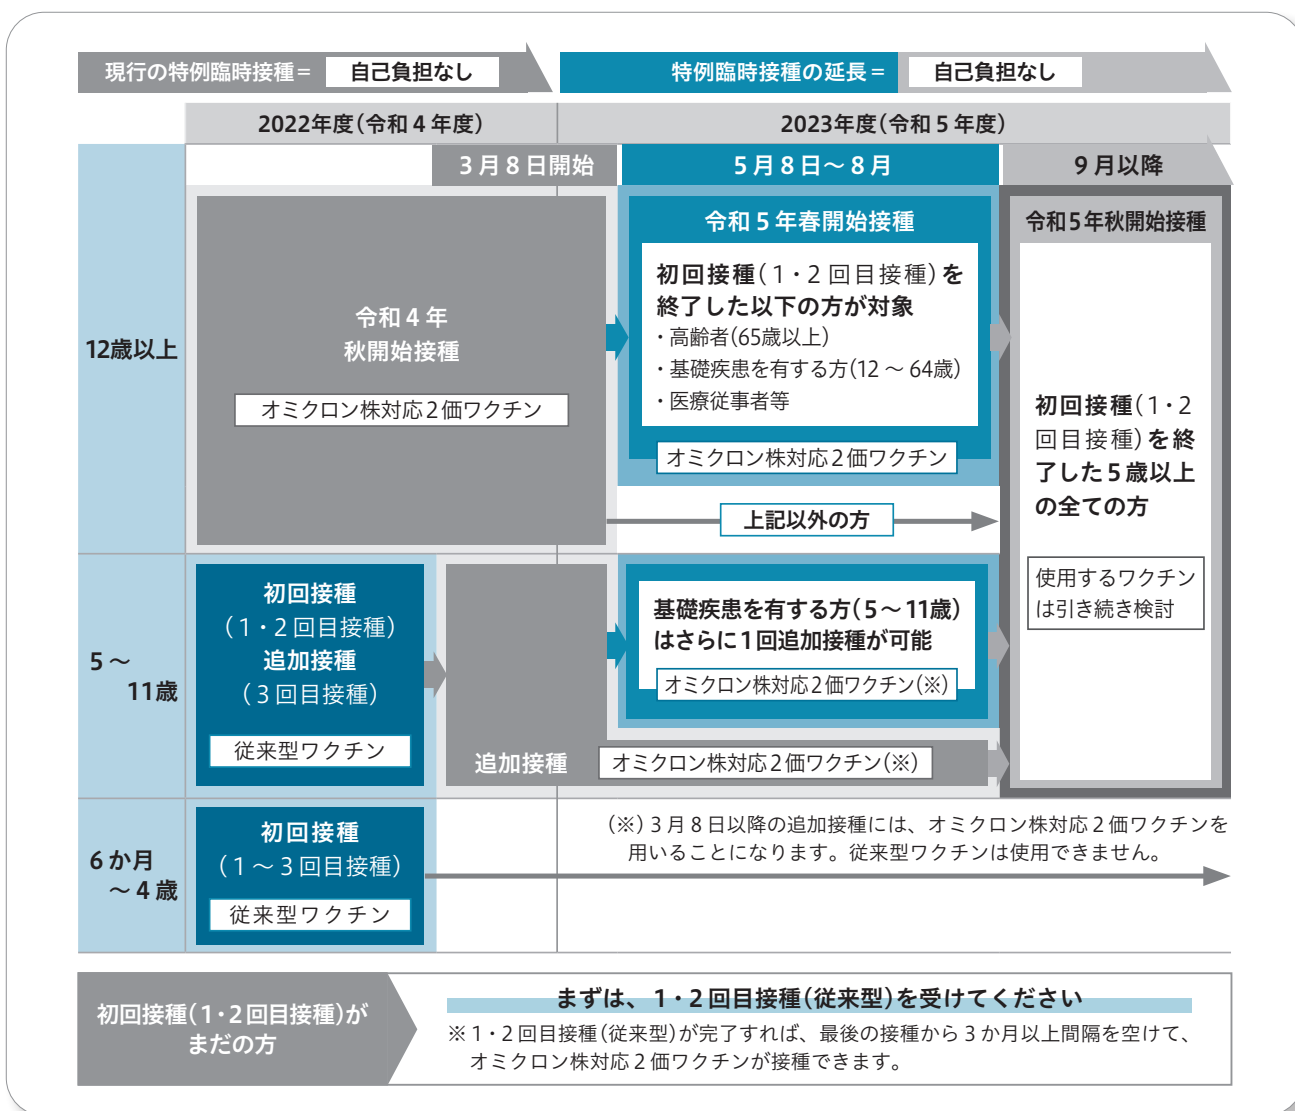 現行の特例臨時接種＝ 自己負担なし
特例臨時接種の延長＝ 自己負担なし
2022年度(令和４年度)
2023年度(令和５年度)
３月８日開始
５月８日～８月
９月以降
12歳以上
令和４年
秋開始接種
オミクロン株対応２価ワクチン
令和５年春開始接種
初回接種(１・２回目接種)を
終了した以下の方が対象
・高齢者(65歳以上)
・基礎疾患を有する方(12～64歳)
・医療従事者等
オミクロン株対応２価ワクチン
上記以外の方
令和５年秋開始接種
初回接種(１・２
回目接種)を終
了した５歳以上
の全ての方
使用するワクチン
は引き続き検討
５～
11歳
初回接種
(１・２回目接種)
追加接種
(３回目接種)
従来型ワクチン
基礎疾患を有する方(５～11歳)
はさらに１回追加接種が可能
オミクロン株対応２価ワクチン(※)
追加接種 オミクロン株対応２価ワクチン(※)
６か月
～４歳
初回接種
(１～３回目接種)
従来型ワクチン
(※)３月８日以降の追加接種には、オミクロン株対応２価ワクチンを
用いることになります。従来型ワクチンは使用できません。
初回接種(１・２回目接種)が
まだの方
まずは、１・２回目接種(従来型)を受けてください
※１・２回目接種(従来型)が完了すれば、最後の接種から３か月以上間隔を空けて、
オミクロン株対応２価ワクチンが接種できます。